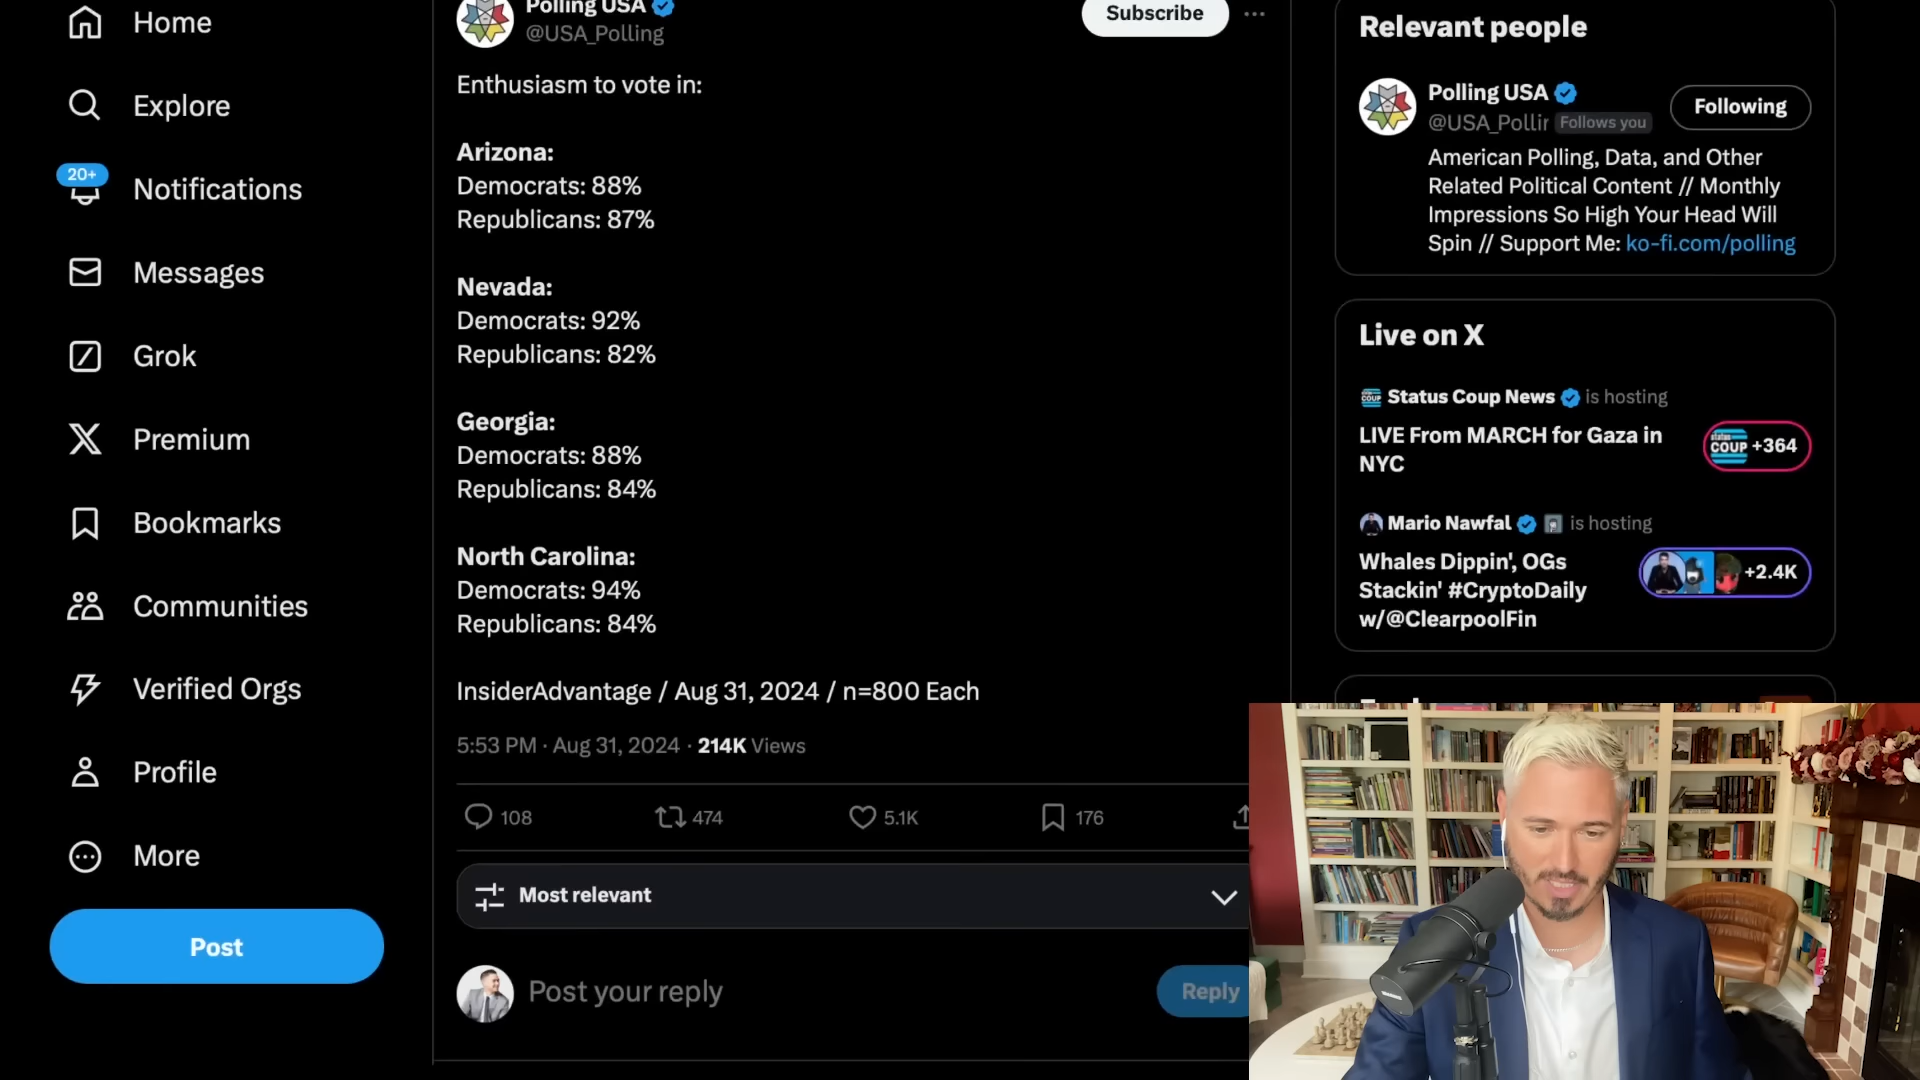 Home
Explore
20+
Notifications
Messages
Grok
Premium
Bookmarks
Communities
Verified Orgs
Profile
More
Post
Polling USA
@USA_Polling
Subscribe
Enthusiasm to vote in:
Arizona:
Democrats: 88%
Republicans: 87%
Nevada:
Democrats: 92%
Republicans: 82%
Georgia:
Democrats: 88%
Republicans: 84%
North Carolina:
Democrats: 94%
Republicans: 84%
InsiderAdvantage / Aug 31, 2024 / n=800 Each
5:53 PM · Aug 31, 2024 · 214K Views
108
474
5.1K
176
Most relevant
Post your reply
Reply
Relevant people
Polling USA
Following
@USA_Pollir Follows you
American Polling, Data, and Other
Related Political Content // Monthly
Impressions So High Your Head Will
Spin // Support Me: ko-fi.com/polling
Live on X
Status Coup News is hosting
LIVE From MARCH for Gaza in
NYC
status
COUP +364
Mario Nawfal is hosting
Whales Dippin', OGs
Stackin' #CryptoDaily
w/@ClearpoolFin
+2.4K